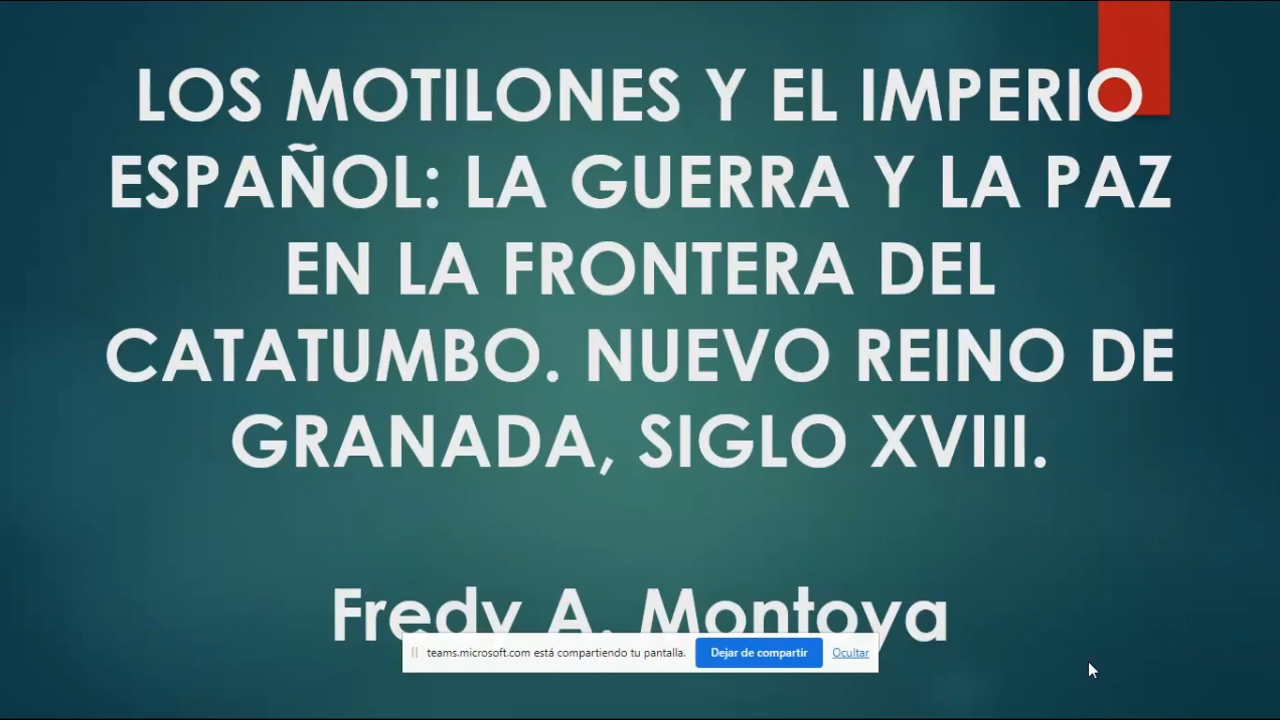 LOS MOTILONES Y EL IMPERIO
ESPAÑOL: LA GUERRA Y LA PAZ
EN LA FRONTERA DEL
CATATUMBO. NUEVO REINO DE
GRANADA, SIGLO XVIII.
Fredy A. Montoya
teams.microsoft.com está compartiendo tu pantalla. Dejar de compartir Ocultar